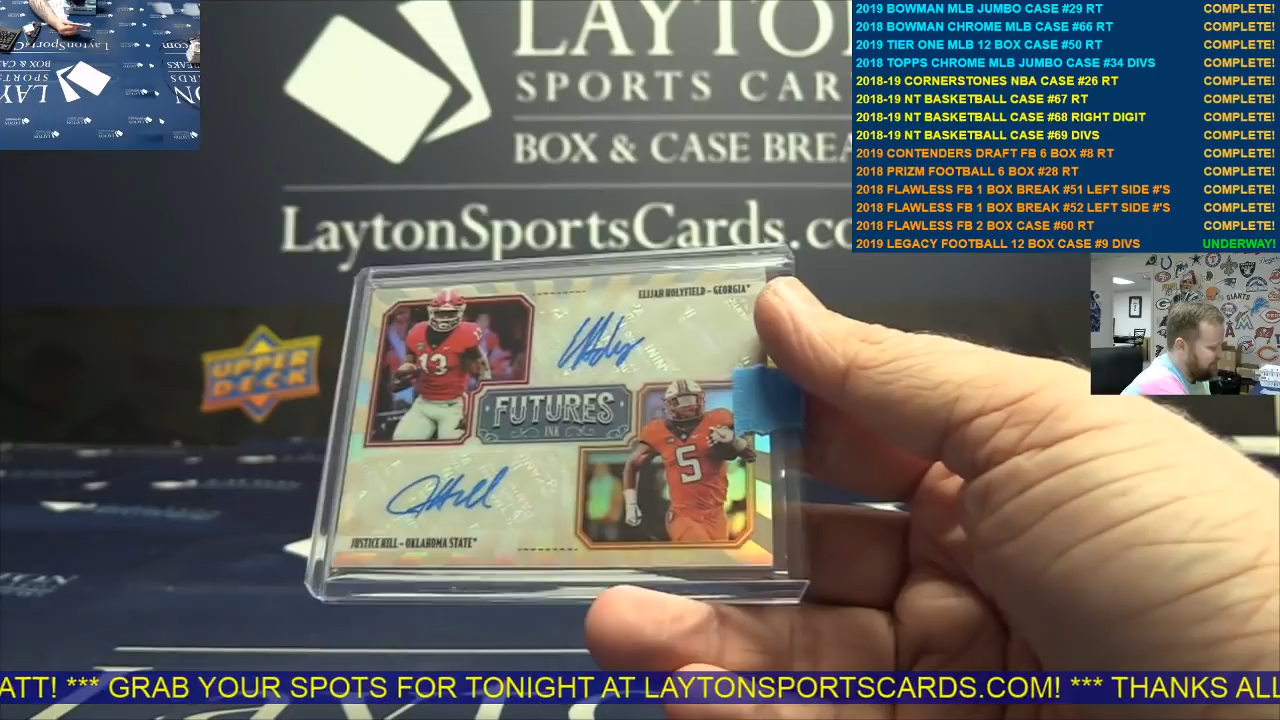 2019 BOWMAN MLB JUMBO CASE #29 RT COMPLETE!
2018 BOWMAN CHROME MLB CASE #66 RT COMPLETE!
2019 TIER ONE MLB 12 BOX CASE #50 RT COMPLETE!
2018 TOPPS CHROME MLB JUMBO CASE #34 DIVS COMPLETE!
2018-19 CORNERSTONES NBA CASE #26 RT COMPLETE!
2018-19 NT BASKETBALL CASE #67 RT COMPLETE!
2018-19 NT BASKETBALL CASE #68 RIGHT DIGIT COMPLETE!
2018-19 NT BASKETBALL CASE #69 DIVS COMPLETE!
2019 CONTENDERS DRAFT FB 6 BOX #8 RT COMPLETE!
2018 PRIZM FOOTBALL 6 BOX #28 RT COMPLETE!
2018 FLAWLESS FB 1 BOX BREAK #51 LEFT SIDE #'S COMPLETE!
2018 FLAWLESS FB 1 BOX BREAK #52 LEFT SIDE #'S COMPLETE!
2018 FLAWLESS FB 2 BOX CASE #60 RT COMPLETE!
2019 LEGACY FOOTBALL 12 BOX CASE #9 DIVS UNDERWAY!
LAYTO
SPORTS CAR
BOX & CASE BREA
LaytonSportsCards.co
UPPER
DECK
ELIJAH HOLYFIELD - GEORGIA
13
FUTURES
INK
5
JUSTICE HILL - OKLAHOMA STATE
GIANTS
ATT! *** GRAB YOUR SPOTS FOR TONIGHT AT LAYTONSPORTSCARDS.COM! *** THANKS ALL